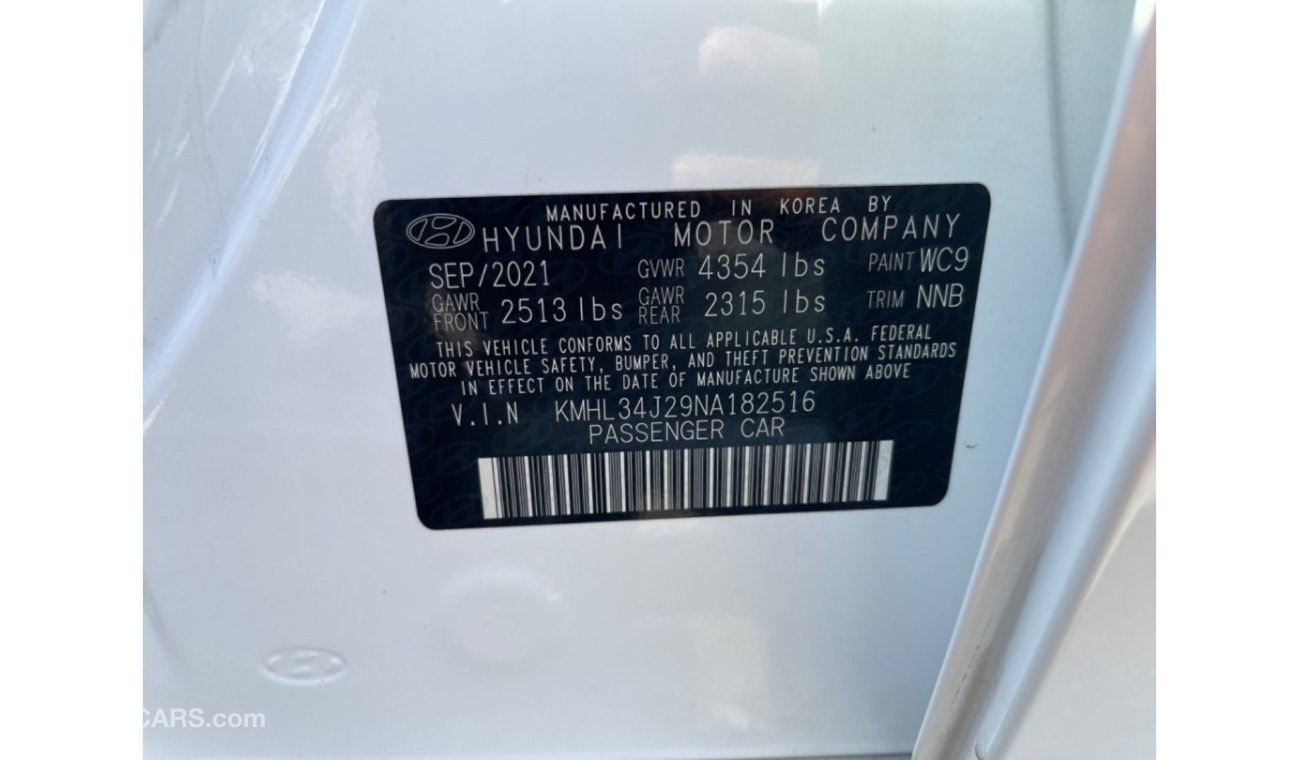 MANUFACTURED IN KOREA BY
HYUNDAI MOTOR COMPANY
SEP/2021 GVWR 4354 lbs PAINT WC9
GAWR FRONT 2513 lbs GAWR REAR 2315 lbs TRIM NNB
THIS VEHICLE CONFORMS TO ALL APPLICABLE U.S.A. FEDERAL
MOTOR VEHICLE SAFETY, BUMPER, AND THEFT PREVENTION STANDARDS
IN EFFECT ON THE DATE OF MANUFACTURE SHOWN ABOVE
V.I.N KMHL34J29NA182516
PASSENGER CAR
CARS.com